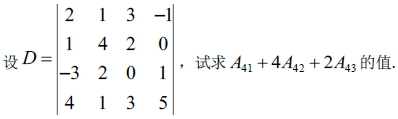 设 D = | 2 1 3 -1 |
| 1 4 2 0 |
| -3 2 0 1 |
| 4 1 3 5 | ，试求 A₄₁ + 4A₄₂ + 2A₄₃ 的值.